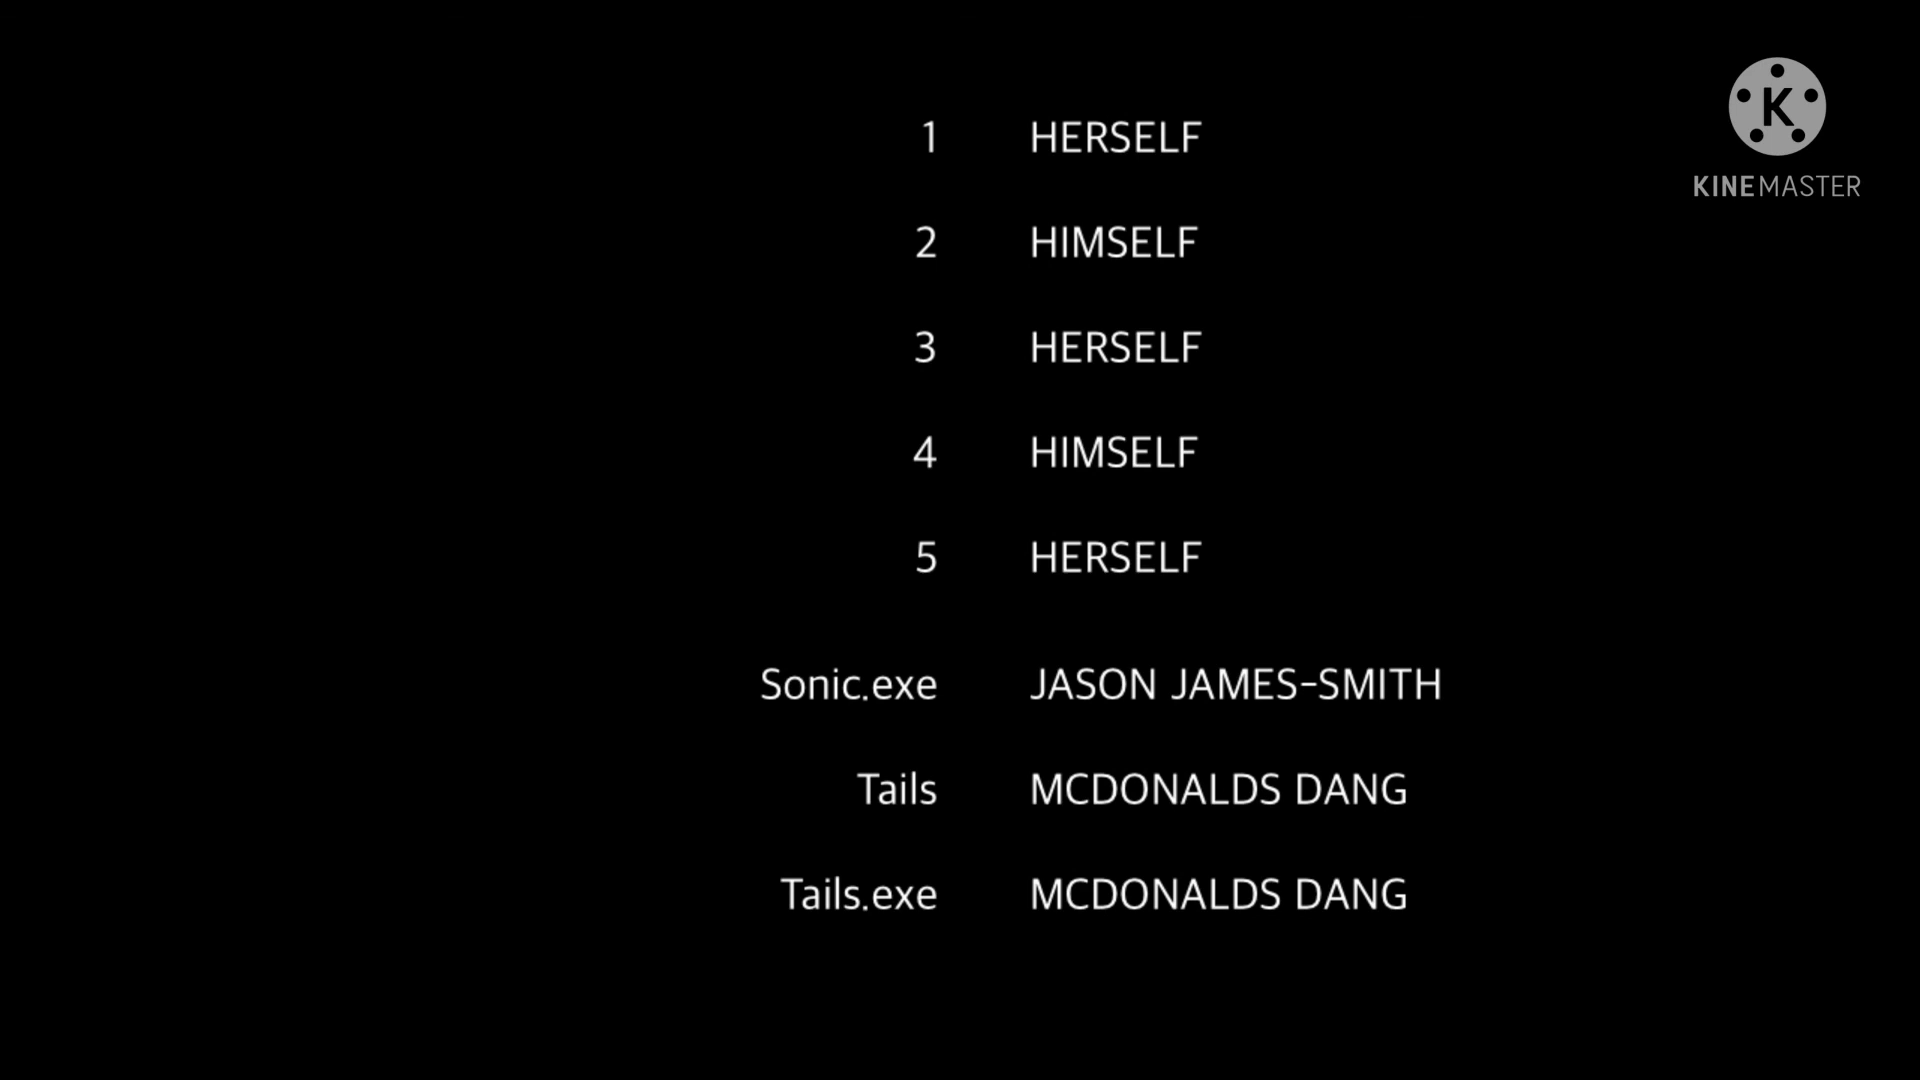 K
KINEMASTER
1 HERSELF
2 HIMSELF
3 HERSELF
4 HIMSELF
5 HERSELF
Sonic.exe JASON JAMES-SMITH
Tails MCDONALDS DANG
Tails.exe MCDONALDS DANG